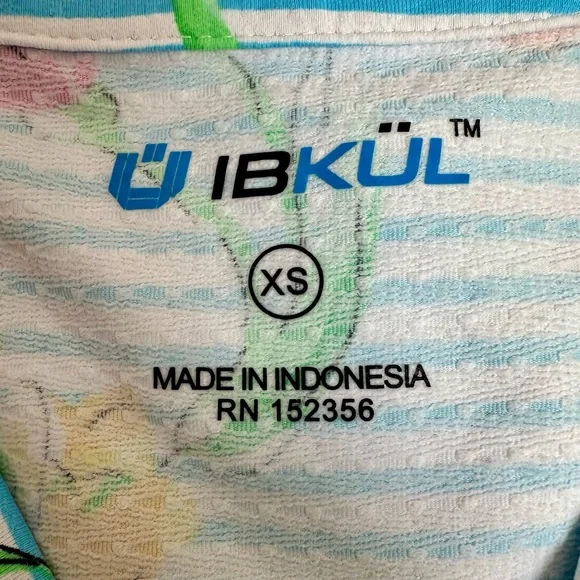 IBKÜL™
XS
MADE IN INDONESIA
RN 152356